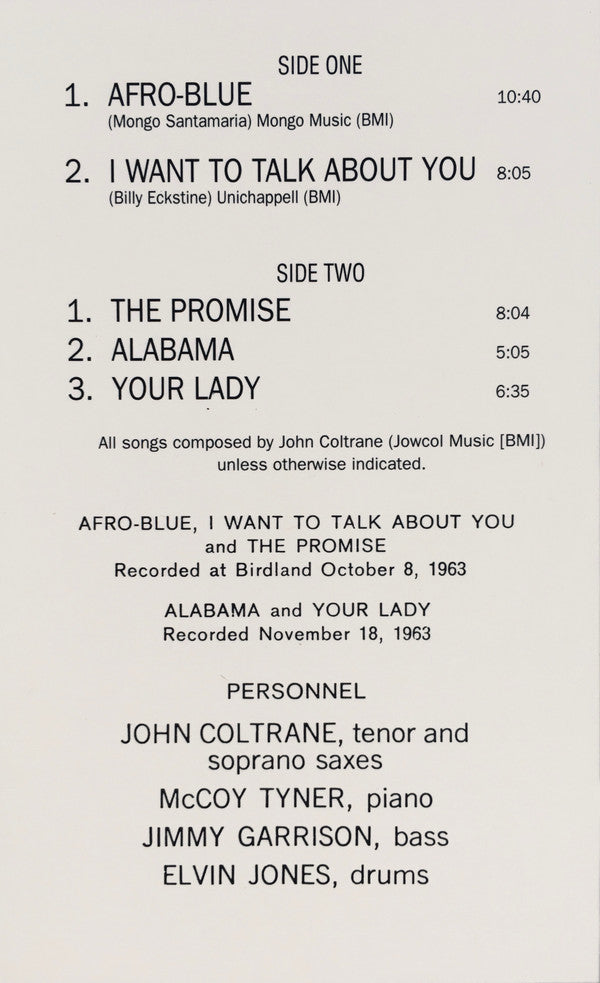 SIDE ONE
1. AFRO-BLUE 10:40
(Mongo Santamaria) Mongo Music (BMI)
2. I WANT TO TALK ABOUT YOU 8:05
(Billy Eckstine) Unichappell (BMI)
SIDE TWO
1. THE PROMISE 8:04
2. ALABAMA 5:05
3. YOUR LADY 6:35
All songs composed by John Coltrane (Jowcol Music [BMI])
unless otherwise indicated.
AFRO-BLUE, I WANT TO TALK ABOUT YOU
and THE PROMISE
Recorded at Birdland October 8, 1963
ALABAMA and YOUR LADY
Recorded November 18, 1963
PERSONNEL
JOHN COLTRANE, tenor and
soprano saxes
McCOY TYNER, piano
JIMMY GARRISON, bass
ELVIN JONES, drums